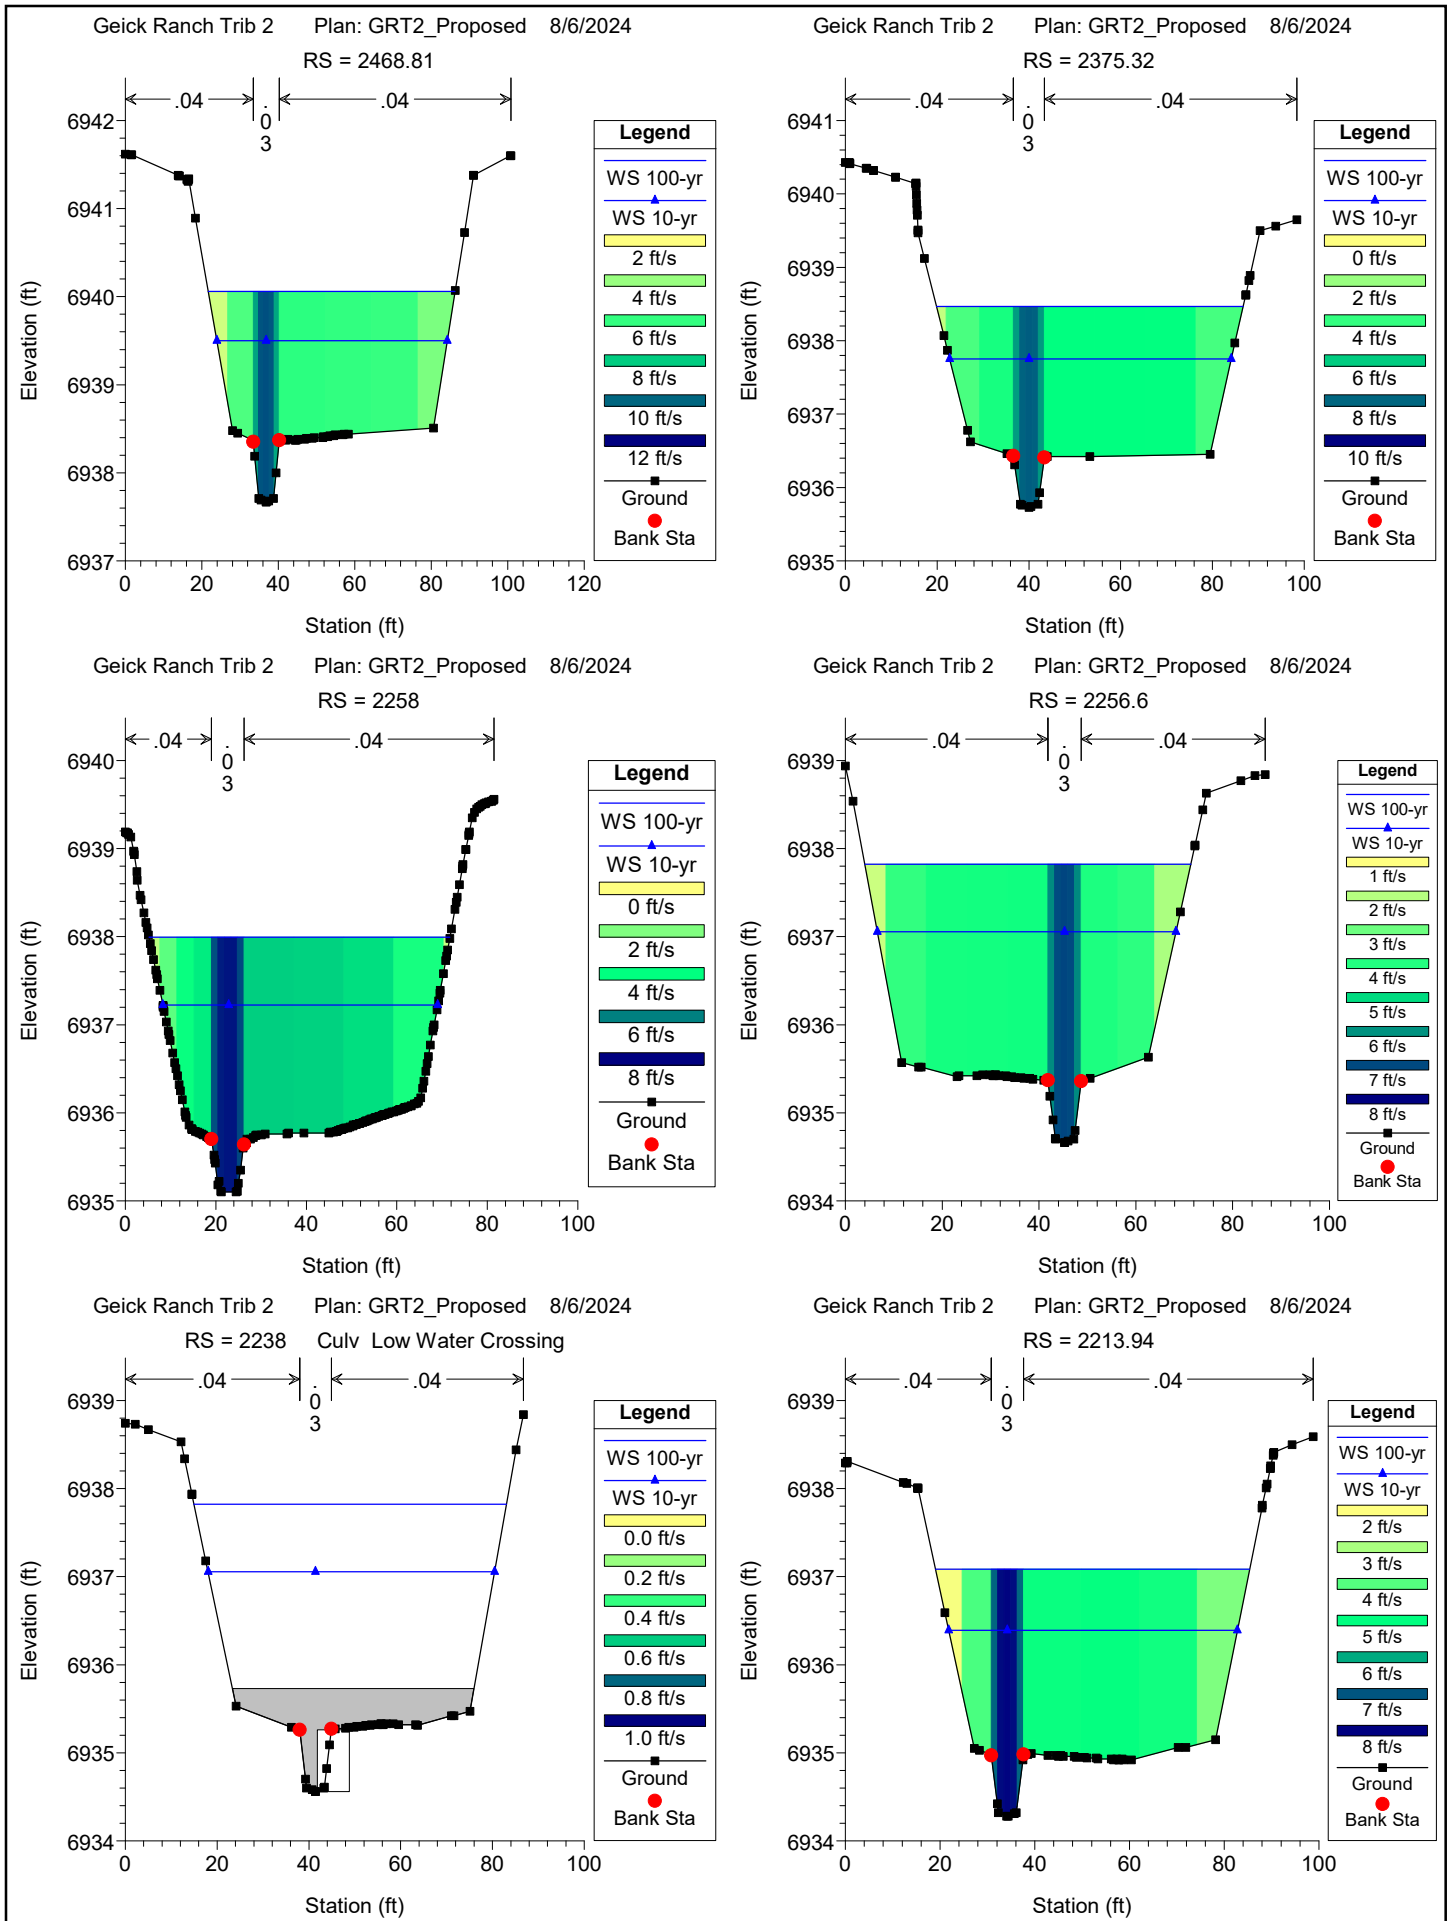 Geick Ranch Trib 2 Plan: GRT2_Proposed 8/6/2024
RS = 2468.81
.04 .03 .04
6942
6941
6940
6939
6938
6937
Elevation (ft)
0 20 40 60 80 100 120
Station (ft)
Legend
WS 100-yr
WS 10-yr
2 ft/s
4 ft/s
6 ft/s
8 ft/s
10 ft/s
12 ft/s
Ground
Bank Sta
Geick Ranch Trib 2 Plan: GRT2_Proposed 8/6/2024
RS = 2375.32
.04 .03 .04
6941
6940
6939
6938
6937
6936
6935
Elevation (ft)
0 20 40 60 80 100
Station (ft)
Legend
WS 100-yr
WS 10-yr
0 ft/s
2 ft/s
4 ft/s
6 ft/s
8 ft/s
10 ft/s
Ground
Bank Sta
Geick Ranch Trib 2 Plan: GRT2_Proposed 8/6/2024
RS = 2258
.04 .03 .04
6940
6939
6938
6937
6936
6935
Elevation (ft)
0 20 40 60 80 100
Station (ft)
Legend
WS 100-yr
WS 10-yr
0 ft/s
2 ft/s
4 ft/s
6 ft/s
8 ft/s
Ground
Bank Sta
Geick Ranch Trib 2 Plan: GRT2_Proposed 8/6/2024
RS = 2256.6
.04 .03 .04
6939
6938
6937
6936
6935
6934
Elevation (ft)
0 20 40 60 80 100
Station (ft)
Legend
WS 100-yr
WS 10-yr
1 ft/s
2 ft/s
3 ft/s
4 ft/s
5 ft/s
6 ft/s
7 ft/s
8 ft/s
Ground
Bank Sta
Geick Ranch Trib 2 Plan: GRT2_Proposed 8/6/2024
RS = 2238 Culv Low Water Crossing
.04 .03 .04
6939
6938
6937
6936
6935
6934
Elevation (ft)
0 20 40 60 80 100
Station (ft)
Legend
WS 100-yr
WS 10-yr
0.0 ft/s
0.2 ft/s
0.4 ft/s
0.6 ft/s
0.8 ft/s
1.0 ft/s
Ground
Bank Sta
Geick Ranch Trib 2 Plan: GRT2_Proposed 8/6/2024
RS = 2213.94
.04 .03 .04
6939
6938
6937
6936
6935
6934
Elevation (ft)
0 20 40 60 80 100
Station (ft)
Legend
WS 100-yr
WS 10-yr
2 ft/s
3 ft/s
4 ft/s
5 ft/s
6 ft/s
7 ft/s
8 ft/s
Ground
Bank Sta